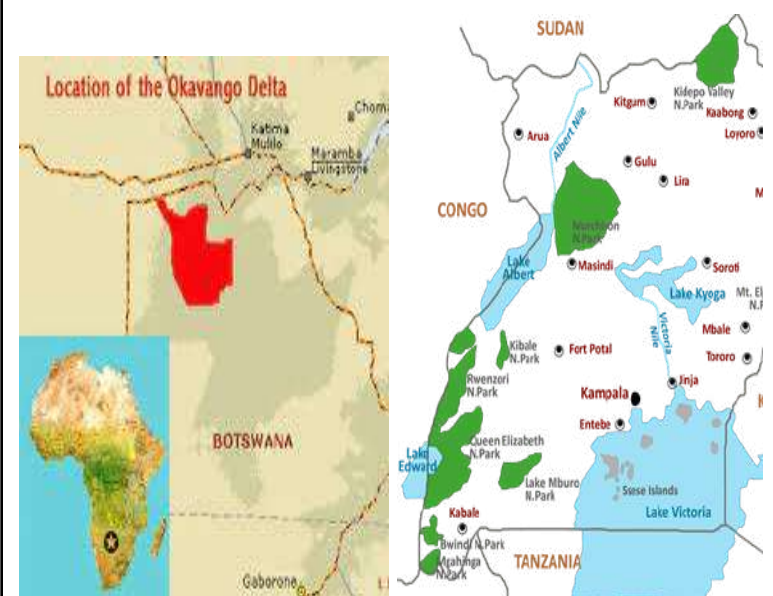 Location of the Okavango Delta
Katima
Mulilo
Maramba
Livingstone
BOTSWANA
Gaborone
SUDAN
Kidepo Valley
N.Park
Kitgum
Kaabong
Loyoro
Arua
Albert Nile
Gulu
Lira
CONGO
Murchison
N.Park
Lake
Albert
Masindi
Soroti
Lake Kyoga
Mt.
Victoria
Nile
Mbale
Kibale
N.Park
Fort Potal
Tororo
Rwenzori
N.Park
Jinja
Kampala
Entebe
Queen Elizabeth
N.Park
Lake
Edward
Lake Mburo
N.Park
Ssese Islands
Lake Victoria
Kabale
Bwindi N.Park
Mgahinga
N.Park
TANZANIA